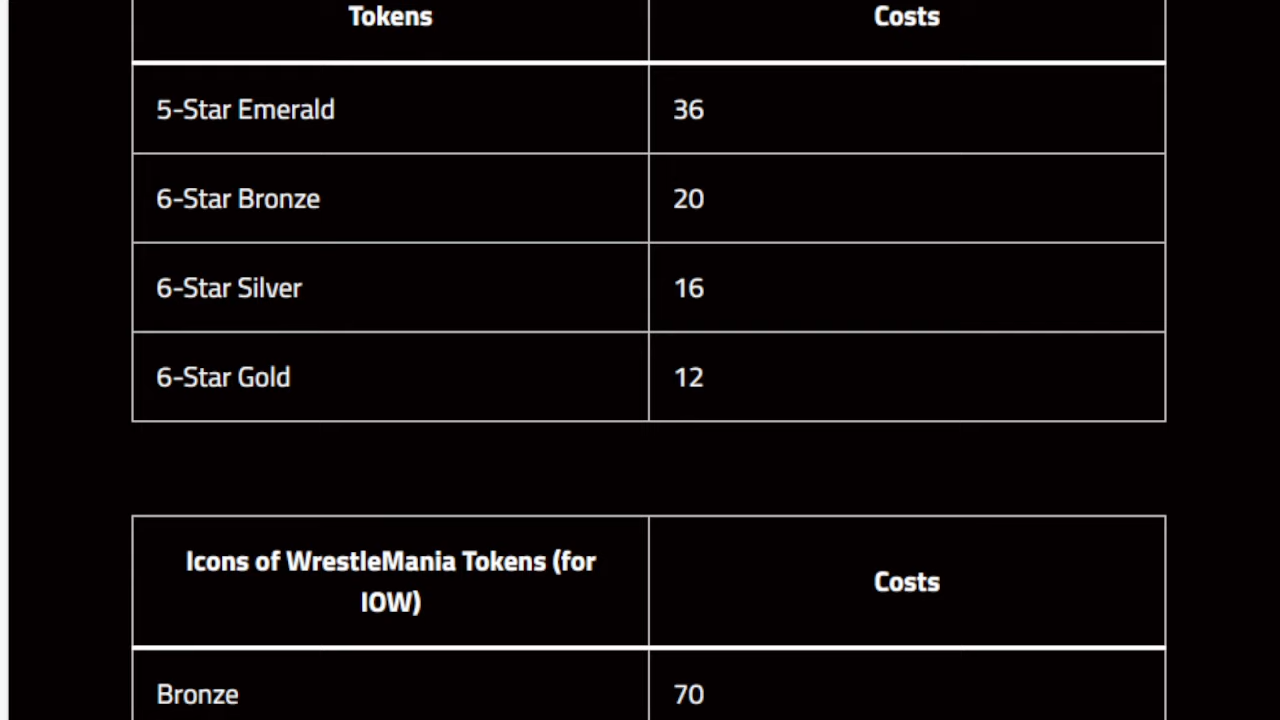 Tokens Costs
5-Star Emerald 36
6-Star Bronze 20
6-Star Silver 16
6-Star Gold 12
Icons of WrestleMania Tokens (for
IOW)
Costs
Bronze 70